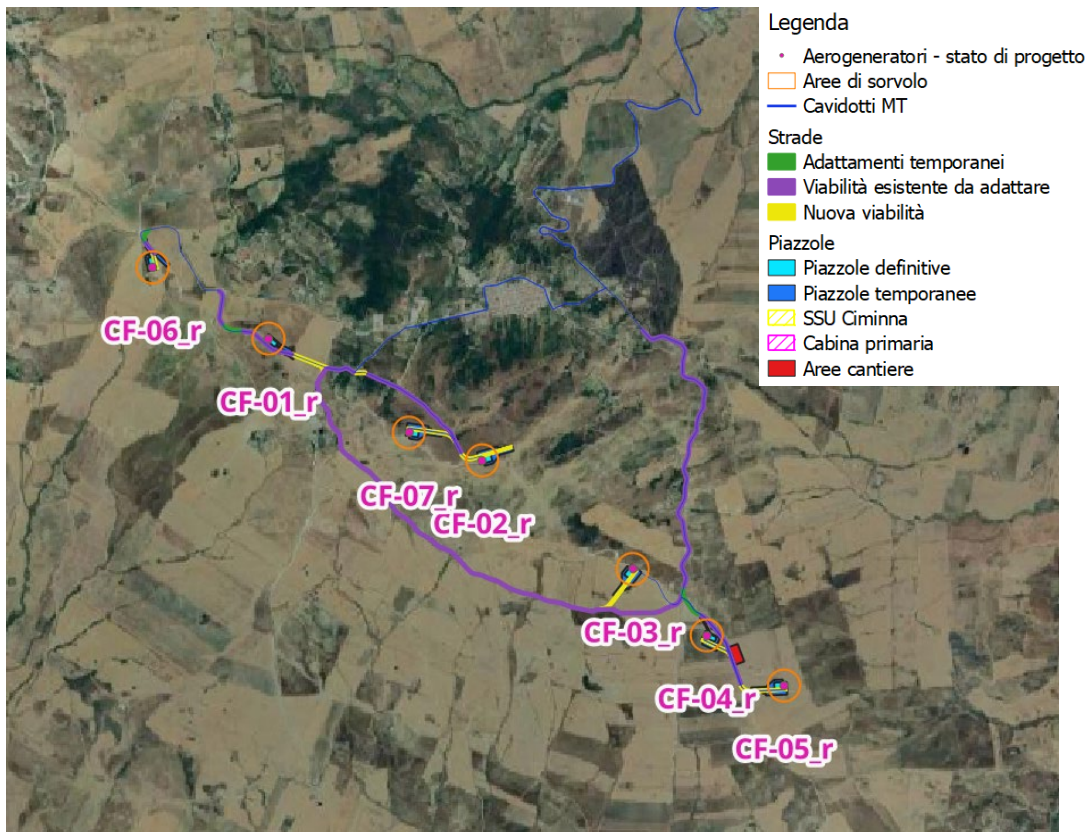 Legenda
Aerogeneratori - stato di progetto
Aree di sorvolo
Cavidotti MT
Strade
Adattamenti temporanei
Viabilità esistente da adattare
Nuova viabilità
Piazzole
Piazzole definitive
Piazzole temporanee
SSU Ciminna
Cabina primaria
Aree cantiere
CF-06_r
CF-01_r
CF-07_r
CF-02_r
CF-03_r
CF-04_r
CF-05_r